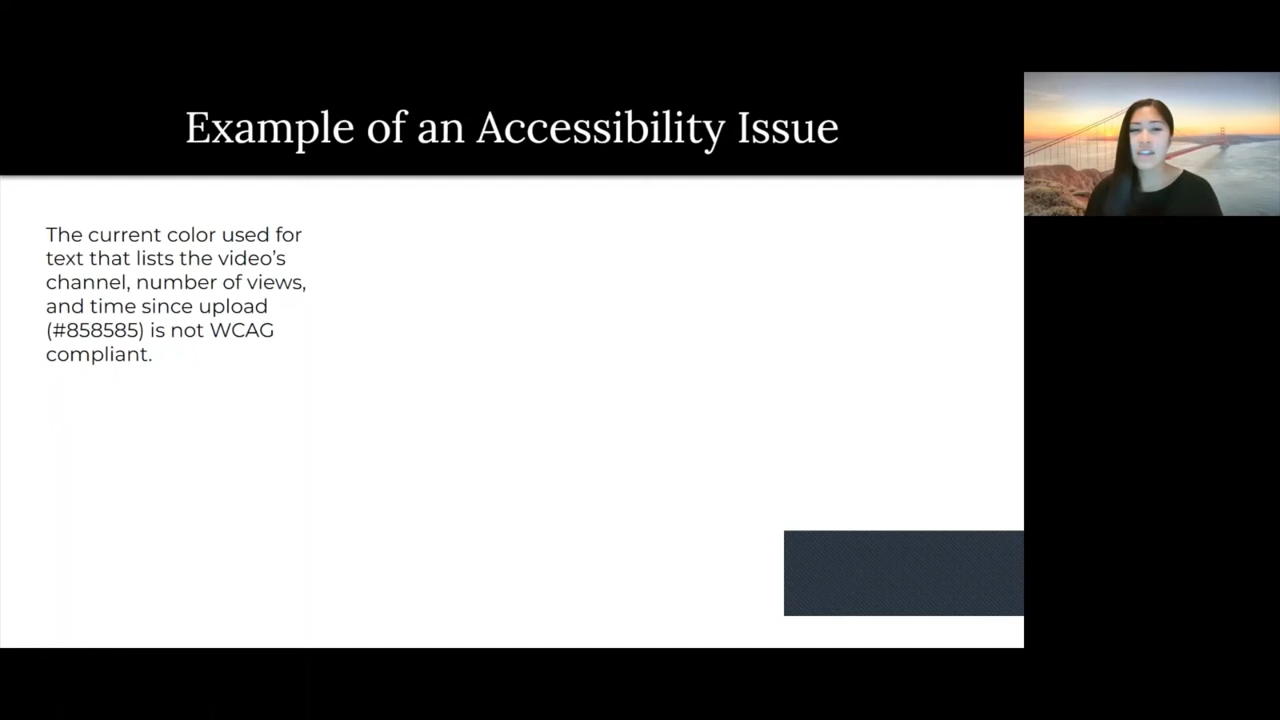 Example of an Accessibility Issue
The current color used for
text that lists the video’s
channel, number of views,
and time since upload
(#858585) is not WCAG
compliant.